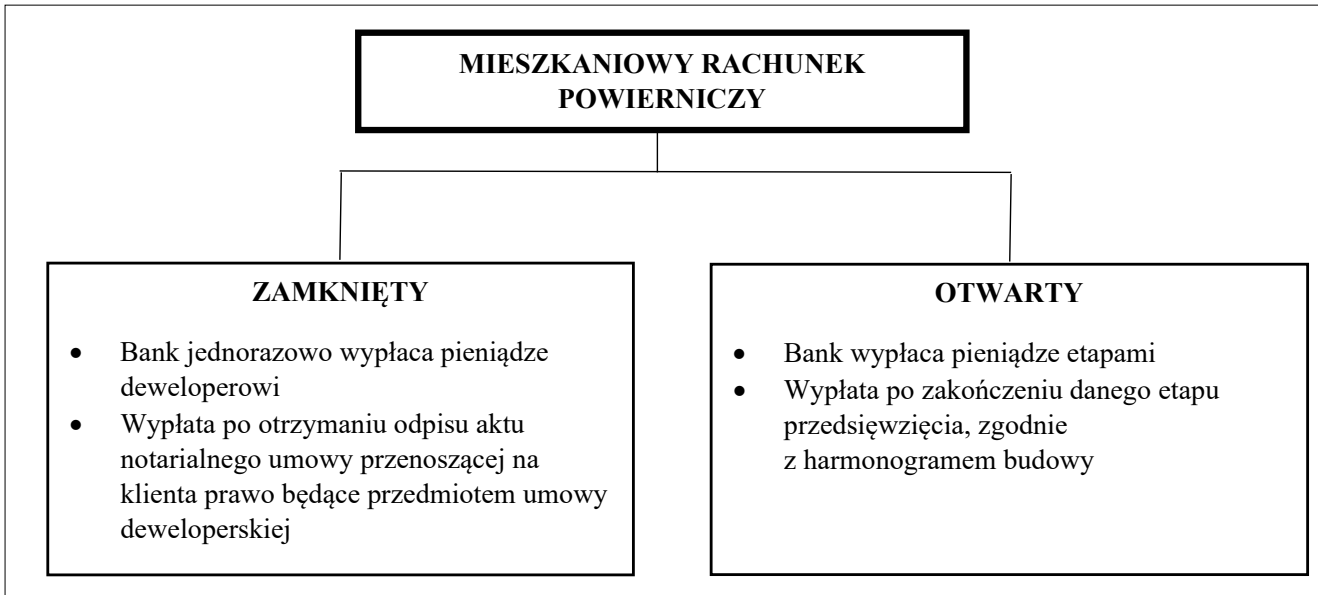 MIESZKANIOWY RACHUNEK
POWIERNICZY
ZAMKNIĘTY
• Bank jednorazowo wypłaca pieniądze
deweloperowi
• Wypłata po otrzymaniu odpisu aktu
notarialnego umowy przenoszącej na
klienta prawo będące przedmiotem umowy
deweloperskiej
OTWARTY
• Bank wypłaca pieniądze etapami
• Wypłata po zakończeniu danego etapu
przedsięwzięcia, zgodnie
z harmonogramem budowy